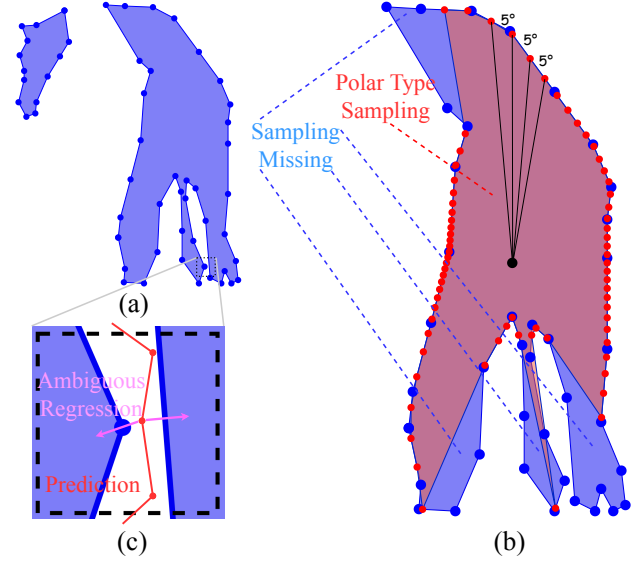 5°
5°
5°
Polar Type
Sampling
Sampling
Missing
(a)
Ambiguous
Regression
Prediction
(c)
(b)